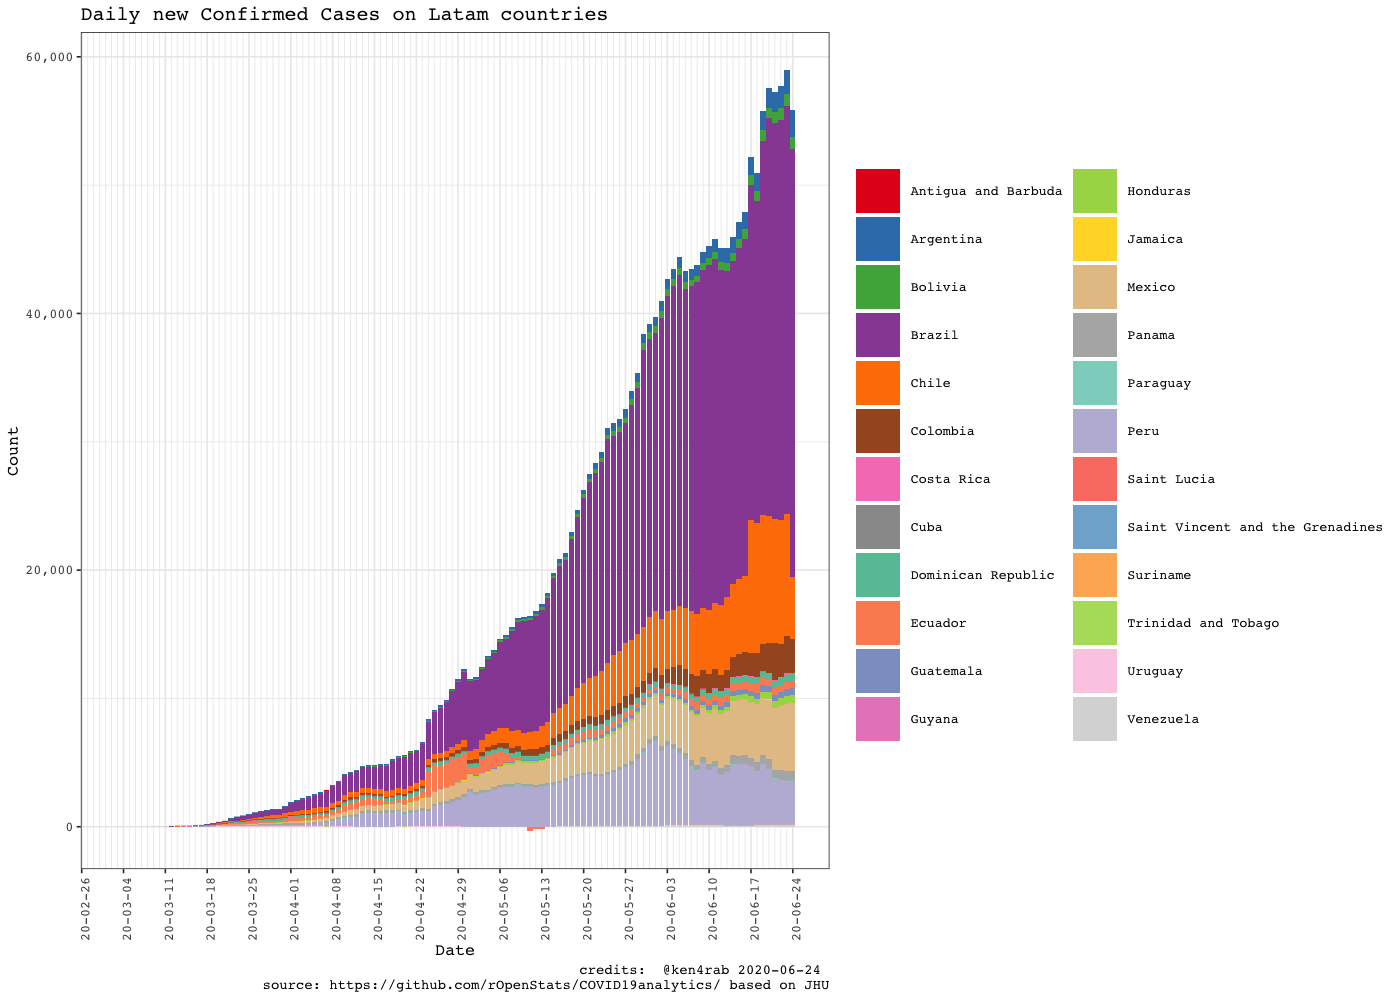 Daily new Confirmed Cases on Latam countries
60,000
40,000
20,000
0
Count
20-02-26
20-03-04
20-03-11
20-03-18
20-03-25
20-04-01
20-04-08
20-04-15
20-04-22
20-04-29
20-05-06
20-05-13
20-05-20
20-05-27
20-06-03
20-06-10
20-06-17
20-06-24
Date
Antigua and Barbuda
Argentina
Bolivia
Brazil
Chile
Colombia
Costa Rica
Cuba
Dominican Republic
Ecuador
Guatemala
Guyana
Honduras
Jamaica
Mexico
Panama
Paraguay
Peru
Saint Lucia
Saint Vincent and the Grenadines
Suriname
Trinidad and Tobago
Uruguay
Venezuela
credits:  @ken4rab 2020-06-24
source: https://github.com/rOpenStats/COVID19analytics/ based on JHU